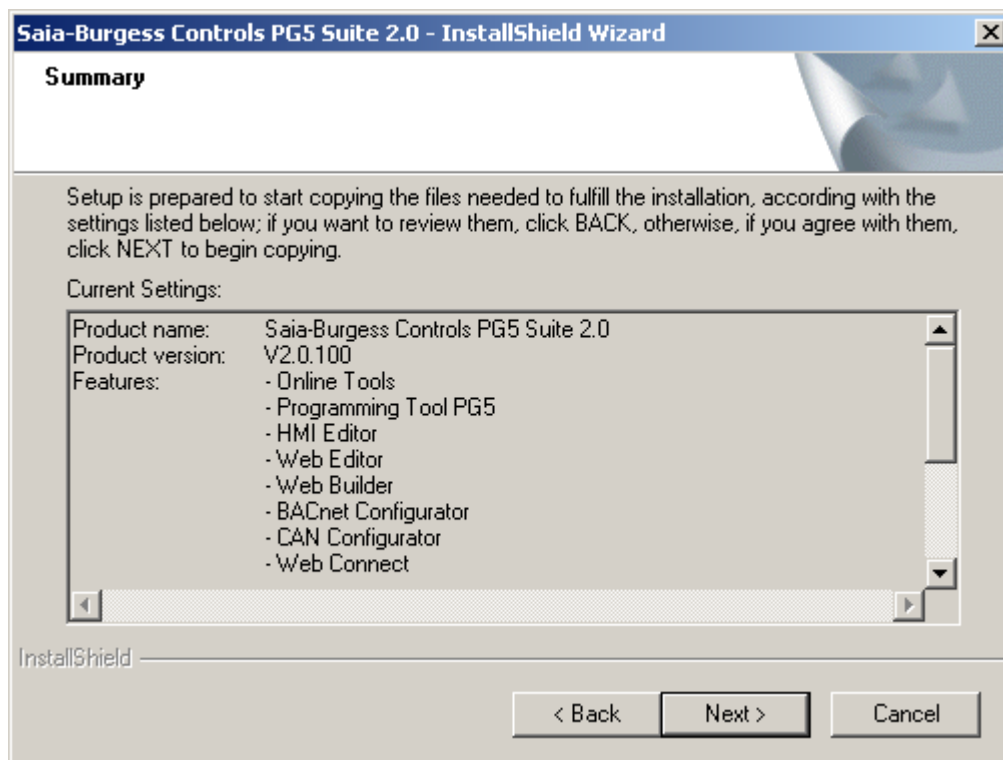 Saia-Burgess Controls PG5 Suite 2.0 - InstallShield Wizard
Summary
Setup is prepared to start copying the files needed to fulfill the installation, according with the
settings listed below; if you want to review them, click BACK, otherwise, if you agree with them,
click NEXT to begin copying.
Current Settings:
Product name: Saia-Burgess Controls PG5 Suite 2.0
Product version: V2.0.100
Features: - Online Tools
- Programming Tool PG5
- HMI Editor
- Web Editor
- Web Builder
- BACnet Configurator
- CAN Configurator
- Web Connect
InstallShield
< Back Next > Cancel